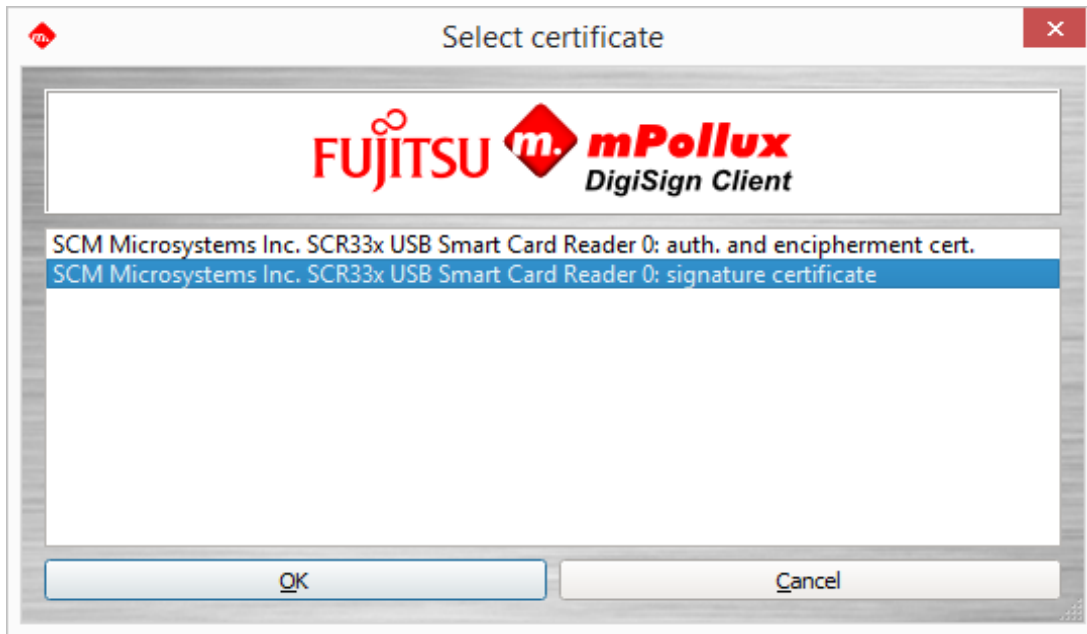 m.
Select certificate
FUJITSU m. mPollux
DigiSign Client
SCM Microsystems Inc. SCR33x USB Smart Card Reader 0: auth. and encipherment cert.
SCM Microsystems Inc. SCR33x USB Smart Card Reader 0: signature certificate
OK
Cancel